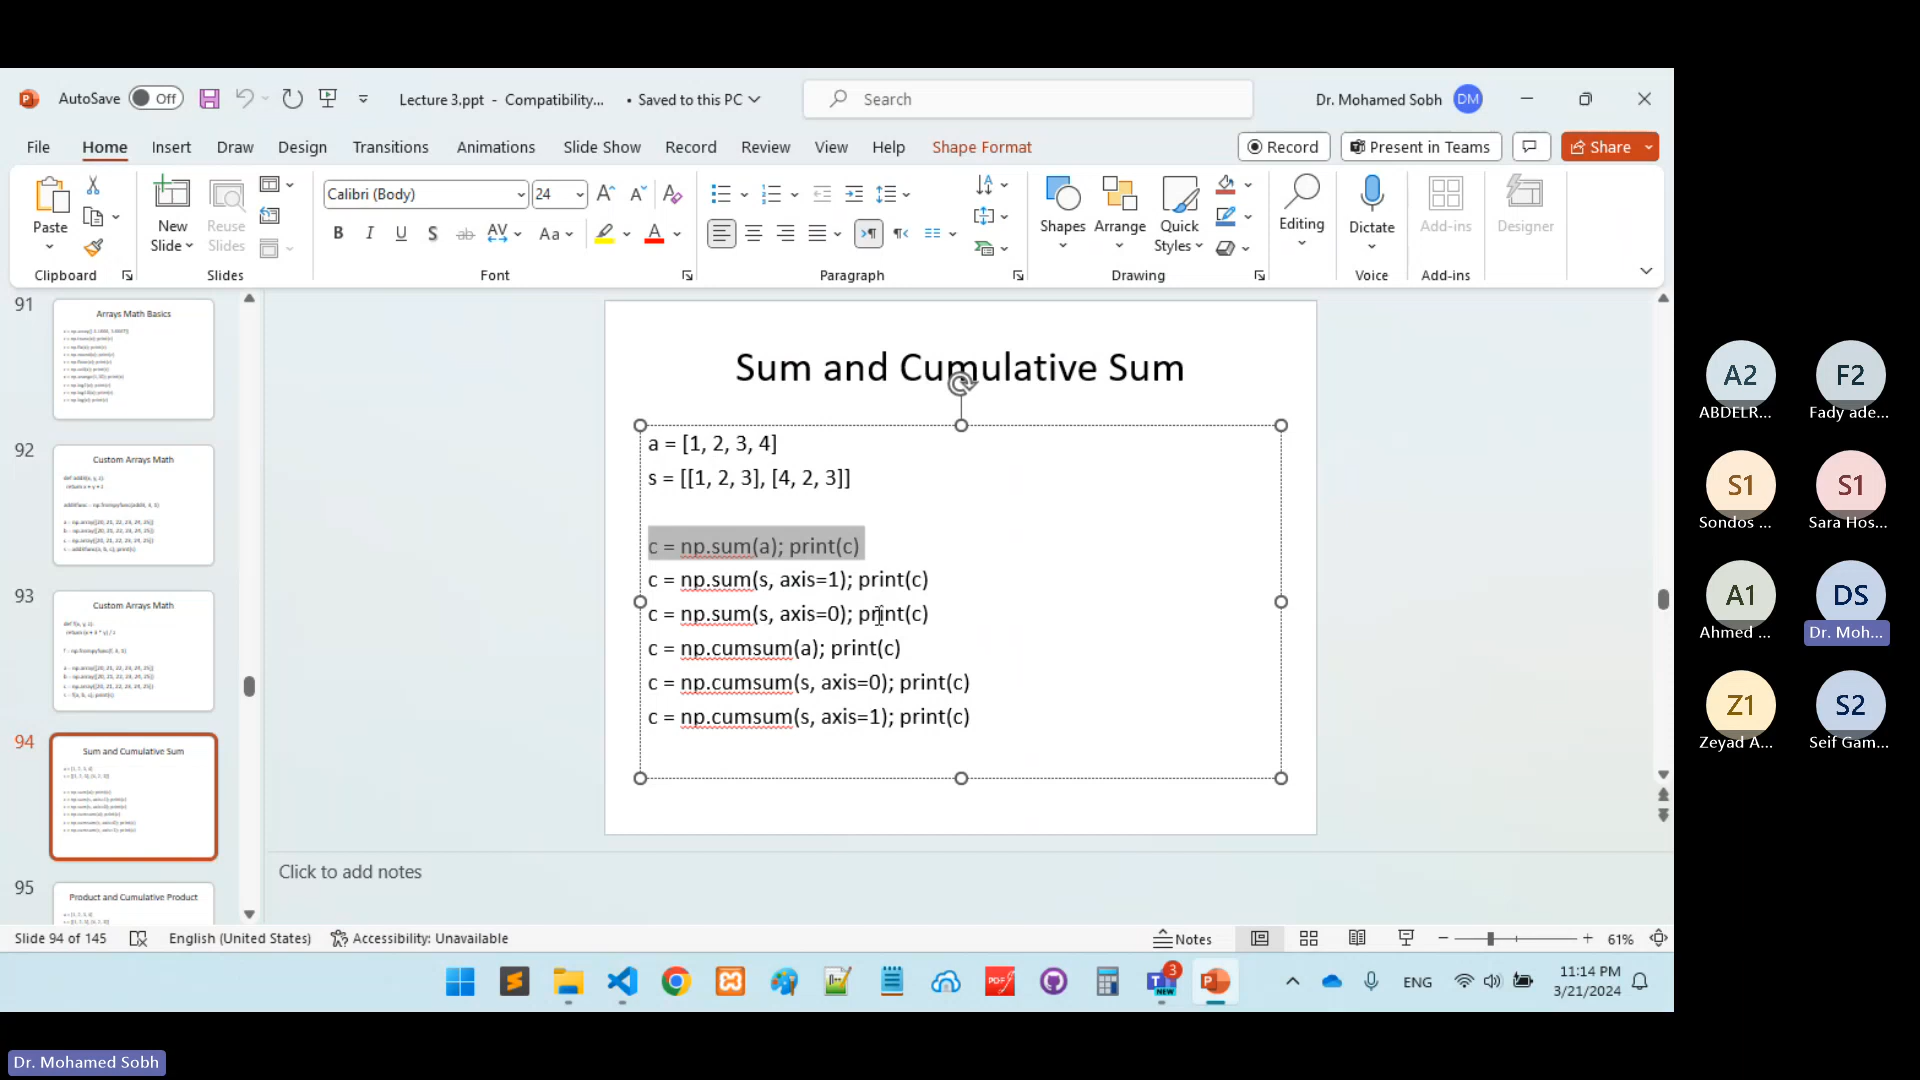 AutoSave Off Lecture 3.ppt - Compatibility... • Saved to this PC Search Dr. Mohamed Sobh DM
File Home Insert Draw Design Transitions Animations Slide Show Record Review View Help Shape Format Record Present in Teams Share
Paste
Clipboard
New Slide
Reuse Slides
Slides
Calibri (Body) 24
B I U S ab AV Aa A
Font
Paragraph
Shapes
Arrange
Quick Styles
Drawing
Editing
Dictate
Voice
Add-ins
Add-ins
Designer
91
Arrays Math Basics
92
Custom Arrays Math
93
Custom Arrays Math
94
Sum and Cumulative Sum
95
Product and Cumulative Product
Sum and Cumulative Sum
a = [1, 2, 3, 4]
s = [[1, 2, 3], [4, 2, 3]]
c = np.sum(a); print(c)
c = np.sum(s, axis=1); print(c)
c = np.sum(s, axis=0); print(c)
c = np.cumsum(a); print(c)
c = np.cumsum(s, axis=0); print(c)
c = np.cumsum(s, axis=1); print(c)
Click to add notes
Slide 94 of 145 English (United States) Accessibility: Unavailable Notes 61%
ENG
11:14 PM
3/21/2024
A2
ABDELR...
F2
Fady ade...
S1
Sondos ...
S1
Sara Hos...
A1
Ahmed ...
DS
Dr. Moh...
Z1
Zeyad A...
S2
Seif Gam...
Dr. Mohamed Sobh